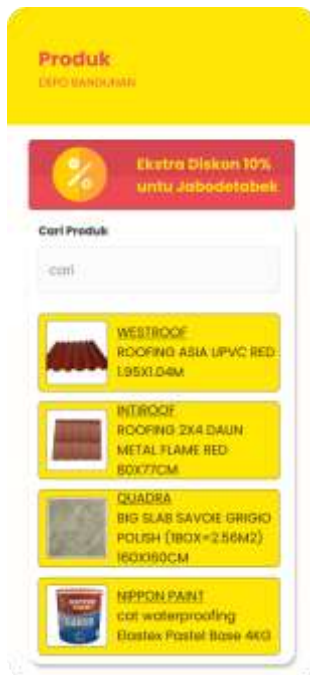 Produk
DEPO BANGUNAN
Ekstra Diskon 10%
untu Jabodetabek
Cari Produk
cari
WESTROOF
ROOFING ASIA UPVC RED
1.95X1.04M
INTIROOF
ROOFING 2X4 DAUN
METAL FLAME RED
80X77CM
QUADRA
BIG SLAB SAVOIE GRIGIO
POLISH (1BOX=2.56M2)
160X160CM
NIPPON PAINT
cat waterproofing
Elastex Pastel Base 4KG